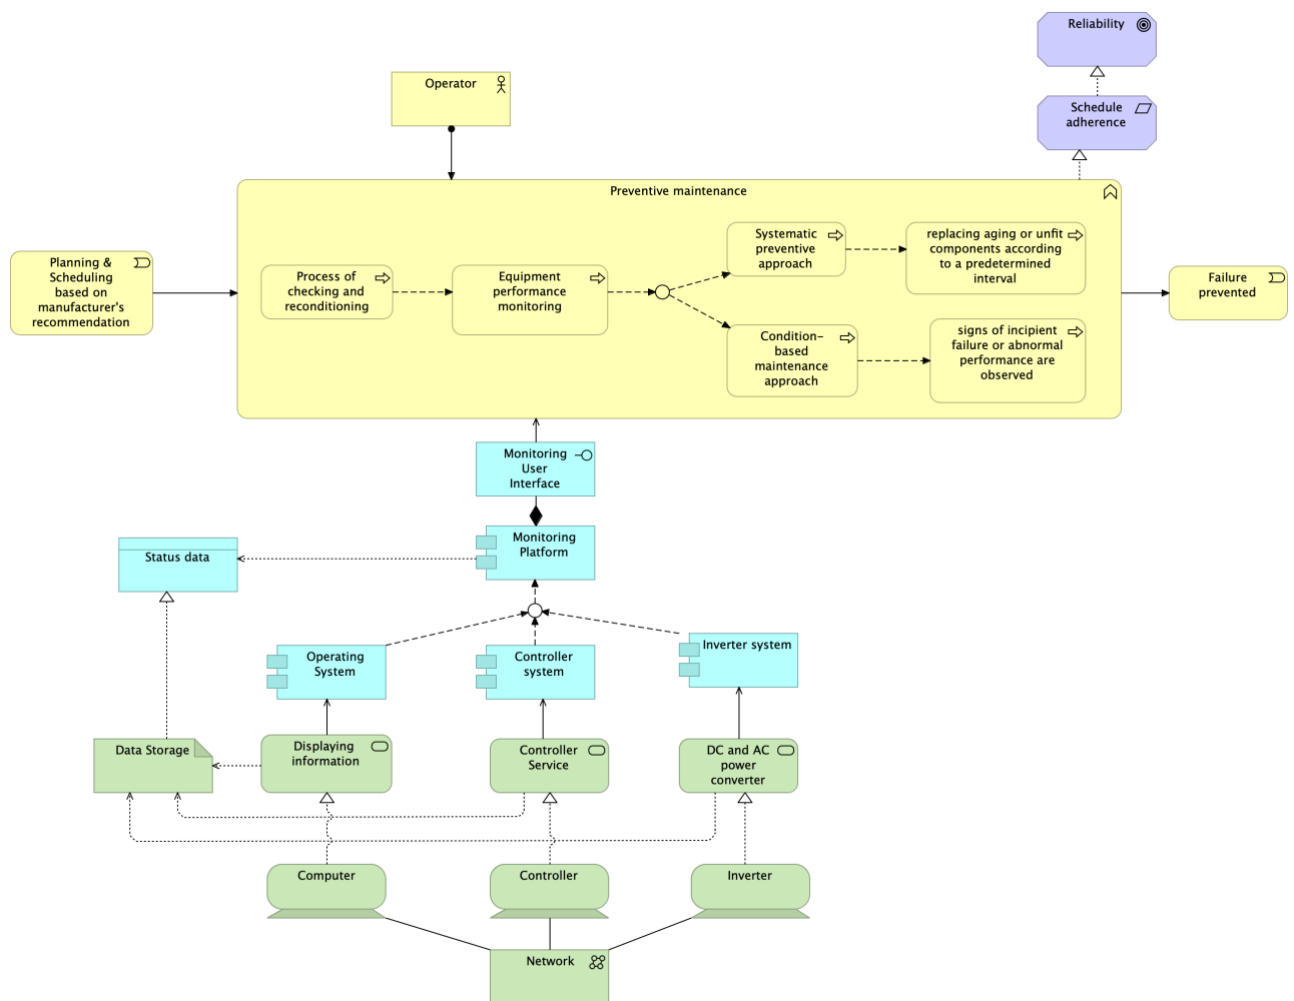 Reliability
Schedule
adherence
Operator
Preventive maintenance
Planning &
Scheduling
based on
manufacturer's
recommendation
Process of
checking and
reconditioning
Equipment
performance
monitoring
Systematic
preventive
approach
replacing aging or unfit
components according
to a predetermined
interval
Condition-
based
maintenance
approach
signs of incipient
failure or abnormal
performance are
observed
Failure
prevented
Monitoring
User
Interface
Monitoring
Platform
Status data
Operating
System
Controller
system
Inverter system
Data Storage
Displaying
information
Controller
Service
DC and AC
power
converter
Computer
Controller
Inverter
Network